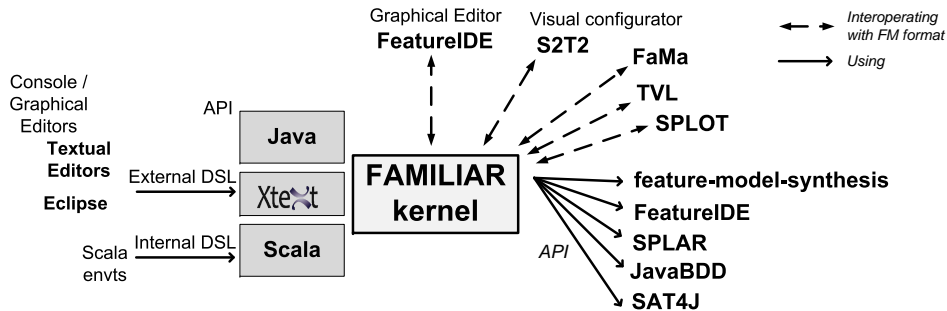 Graphical Editor
FeatureIDE
Visual configurator
S2T2
Interoperating
with FM format
Using
FaMa
TVL
SPLOT
Console /
Graphical
Editors
Textual
Editors
Eclipse
API
Java
External DSL
Xtext
Internal DSL
Scala
Scala
envts
FAMILIAR
kernel
API
feature-model-synthesis
FeatureIDE
SPLAR
JavaBDD
SAT4J